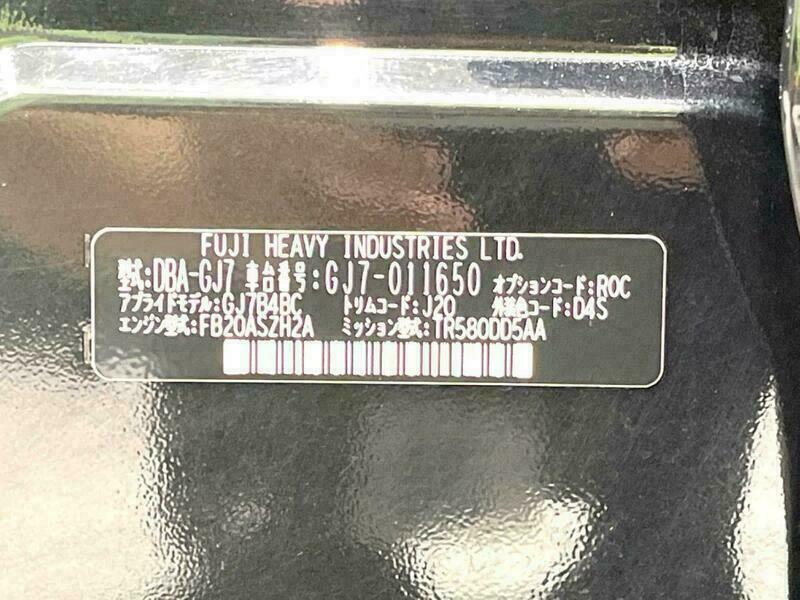 FUJI HEAVY INDUSTRIES LTD.
型式:DBA-GJ7 車台番号:GJ7-011650 オプションコード:ROC
アプライドモデル:GJ7B4BC トリムコード:J20 外装色コード:D4S
エンジン型式:FB20ASZH2A ミッション型式:TR580DD5AA